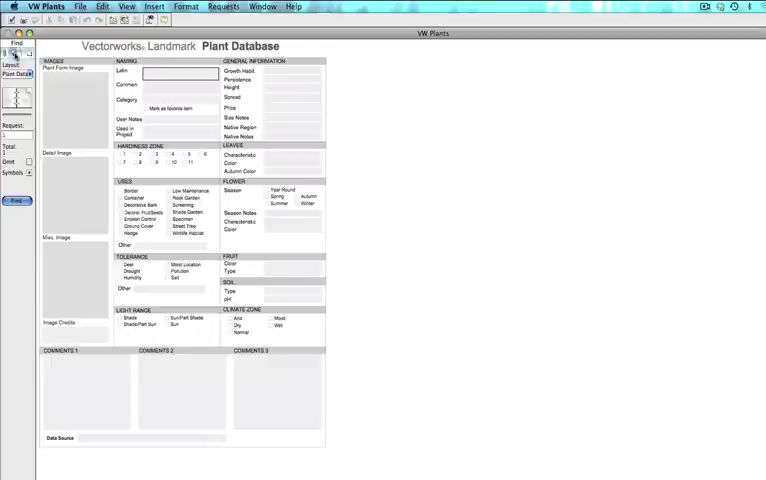 VW Plants File Edit View Insert Format Requests Window Help
VW Plants
Find
Layout:
Plant Data
Request:
1
Total:
1
Omit
Symbols
Find
Vectorworks Landmark Plant Database
IMAGES
Plant Form Image
Detail Image
Misc. Image
Image Credits
NAMING
Latin
Common
Category
Mark as favorite item
User Notes
Used in
Project
HARDINESS ZONE
1 2 3 4 5 6
7 8 9 10 11
USES
Border Low Maintenance
Container Rock Garden
Decorative Bark Screening
Decorat. Fruit/Seeds Shade Garden
Erosion Control Specimen
Ground Cover Street Tree
Hedge Wildlife Habitat
Other
TOLERANCE
Deer Moist Location
Drought Pollution
Humidity Salt
Other
LIGHT RANGE
Shade Sun/Part Shade
Shade/Part Sun Sun
GENERAL INFORMATION
Growth Habit
Persistence
Height
Spread
Price
Size Notes
Native Region
Native Notes
LEAVES
Characteristic
Color
Autumn Color
FLOWER
Season Year Round
Spring Autumn
Summer Winter
Season Notes
Characteristic
Color
FRUIT
Color
Type
SOIL
Type
pH
CLIMATE ZONE
Arid Moist
Dry Wet
Normal
COMMENTS 1 COMMENTS 2 COMMENTS 3
Data Source